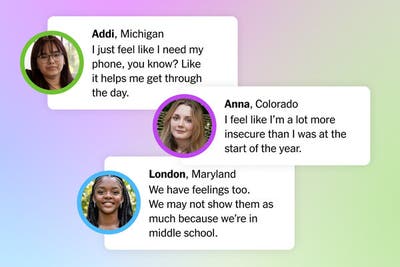 Addi, Michigan
I just feel like I need my
phone, you know? Like
it helps me get through
the day.
Anna, Colorado
I feel like I’m a lot more
insecure than I was at the
start of the year.
London, Maryland
We have feelings too.
We may not show them as
much because we’re in
middle school.